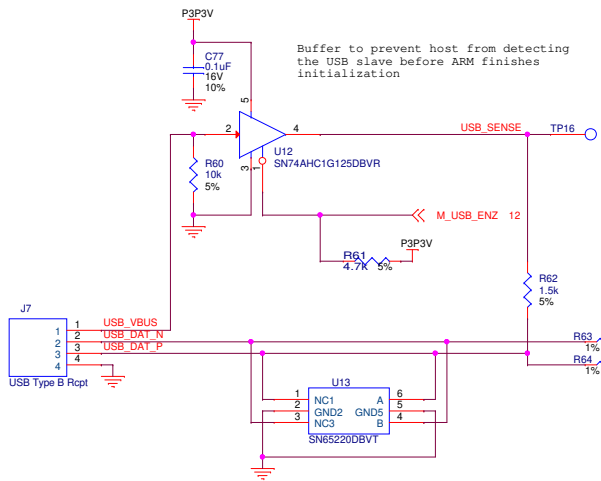 P3P3V
C77
0.1uF
16V
10%
Buffer to prevent host from detecting
the USB slave before ARM finishes
initialization
5
2
4
USB_SENSE
TP16
U12
SN74AHC1G125DBVR
3
1
R60
10k
5%
M_USB_ENZ 12
P3P3V
R61
4.7k 5%
R62
1.5k
5%
J7
1 1 USB_VBUS
2 2 USB_DAT_N
3 3 USB_DAT_P
4 4
USB Type B Rcpt
R63
1%
R64
1%
U13
1 NC1 A 6
2 GND2 GND5 5
3 NC3 B 4
SN65220DBVT